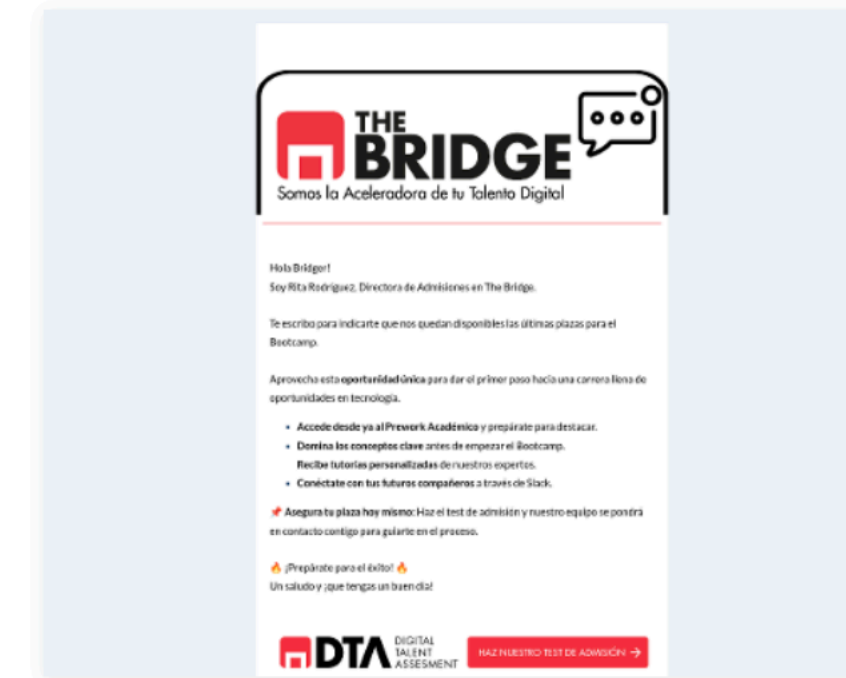 THE
BRIDGE
Somos la Aceleradora de tu Talento Digital
Hola Bridger!
Soy Rita Rodríguez, Directora de Admisiones en The Bridge.
Te escribo para indicarte que nos quedan disponibles las últimas plazas para el
Bootcamp.
Aprovecha esta oportunidad única para dar el primer paso hacia una carrera llena de
oportunidades en tecnología.
• Accede desde ya al Prework Académico y prepárate para destacar.
• Domina los conceptos clave antes de empezar el Bootcamp.
Recibe tutorías personalizadas de nuestros expertos.
• Conéctate con tus futuros compañeros a través de Slack.
📌 Asegura tu plaza hoy mismo: Haz el test de admisión y nuestro equipo se pondrá
en contacto contigo para guiarte en el proceso.
🔥 ¡Prepárate para el éxito! 🔥
Un saludo y ¡que tengas un buen día!
DTA DIGITAL
TALENT
ASSESMENT
HAZ NUESTRO TEST DE ADMISIÓN →